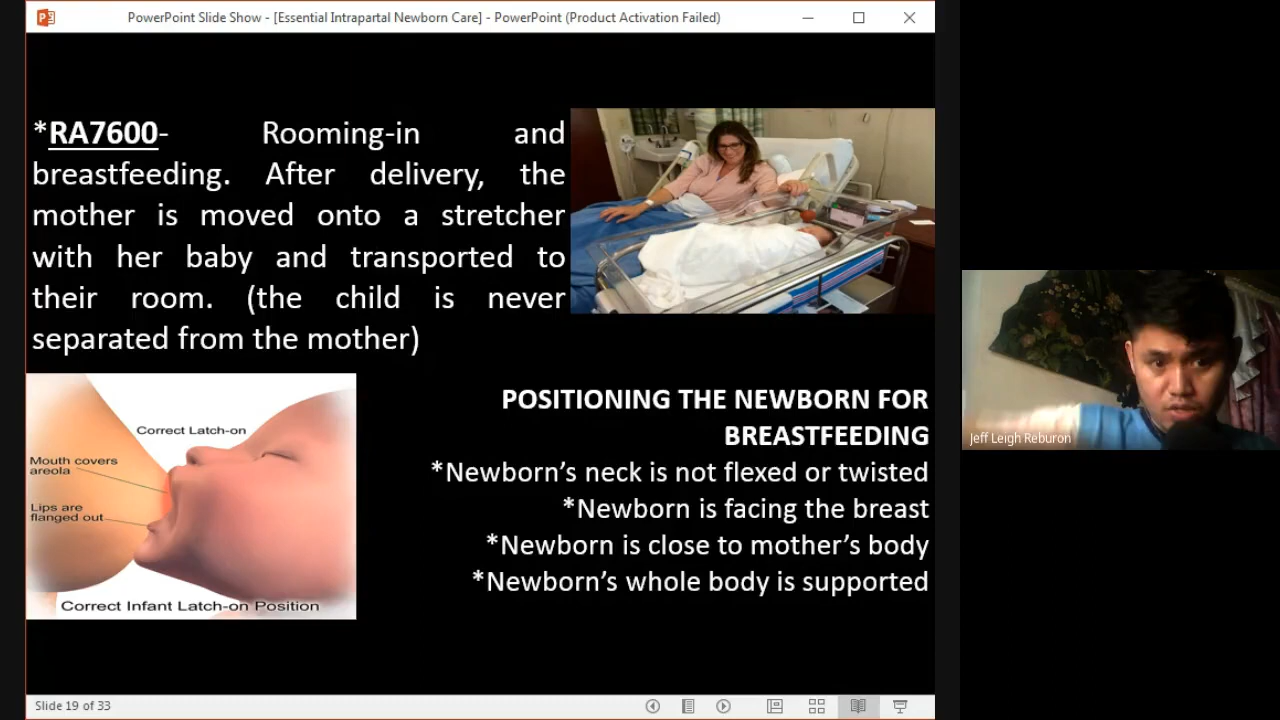 PowerPoint Slide Show - [Essential Intrapartal Newborn Care] - PowerPoint (Product Activation Failed)
*RA7600- Rooming-in and
breastfeeding. After delivery, the
mother is moved onto a stretcher
with her baby and transported to
their room. (the child is never
separated from the mother)
Correct Latch-on
Mouth covers
areola
Lips are
flanged out
Correct Infant Latch-on Position
POSITIONING THE NEWBORN FOR
BREASTFEEDING
*Newborn’s neck is not flexed or twisted
*Newborn is facing the breast
*Newborn is close to mother’s body
*Newborn’s whole body is supported
Jeff Leigh Reburon
Slide 19 of 33